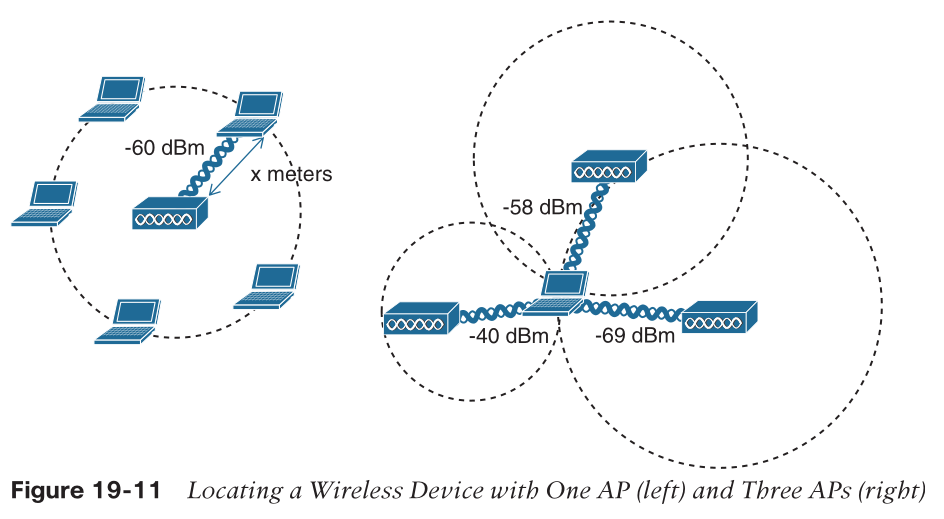 -60 dBm
x meters
-58 dBm
-40 dBm
-69 dBm
Figure 19-11 Locating a Wireless Device with One AP (left) and Three APs (right)